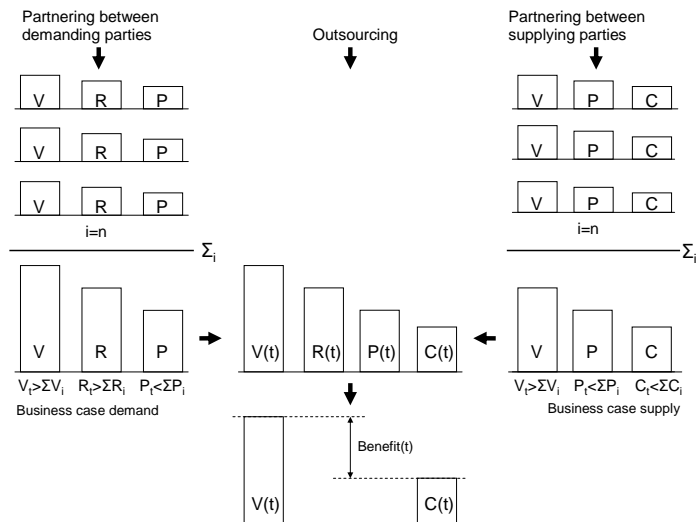 Partnering between
demanding parties
Outsourcing
Partnering between
supplying parties
V R P
V P C
V R P
V P C
V R P
V P C
i=n
i=n
Σi
Σi
V R P
V(t) R(t) P(t) C(t)
V P C
Vt>ΣVi Rt>ΣRi Pt<ΣPi
Vt>ΣVi Pt<ΣPi Ct<ΣCi
Business case demand
Business case supply
Benefit(t)
V(t) C(t)